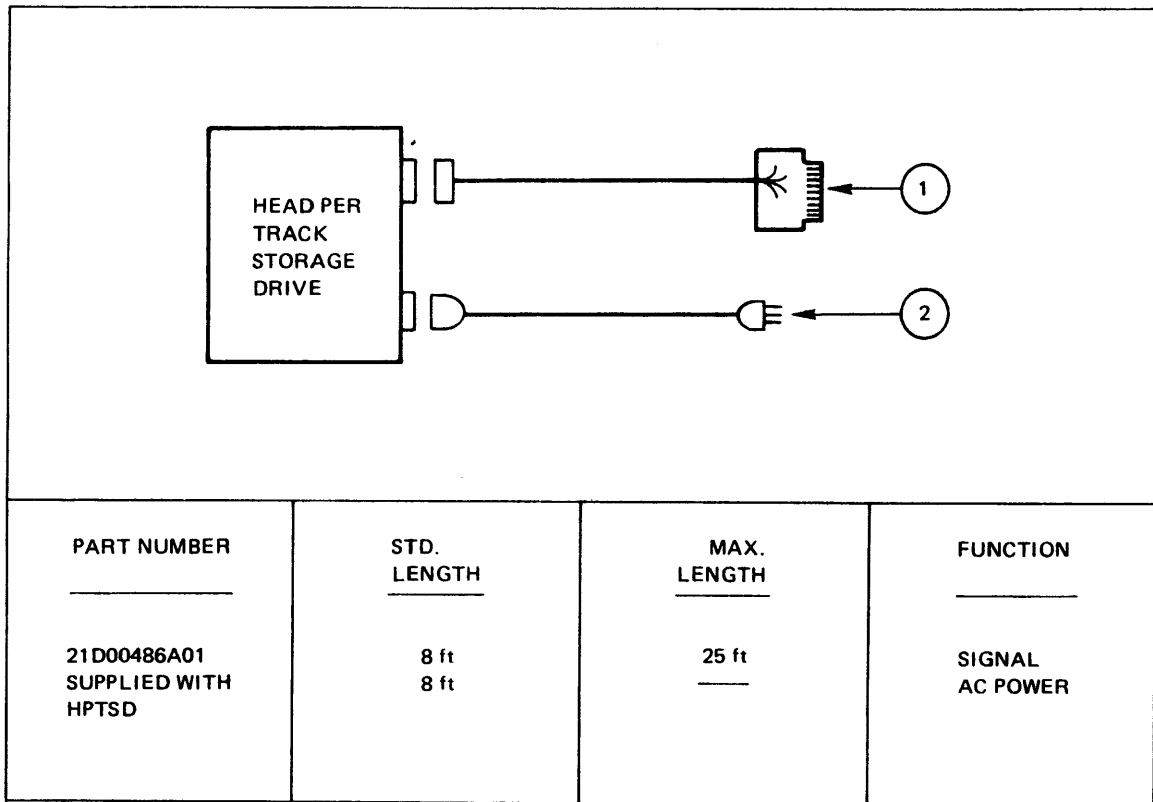 HEAD PER
TRACK
STORAGE
DRIVE
1
2
PART NUMBER
STD.
LENGTH
MAX.
LENGTH
FUNCTION
21D00486A01
8 ft
25 ft
SIGNAL
SUPPLIED WITH
8 ft
AC POWER
HPTSD